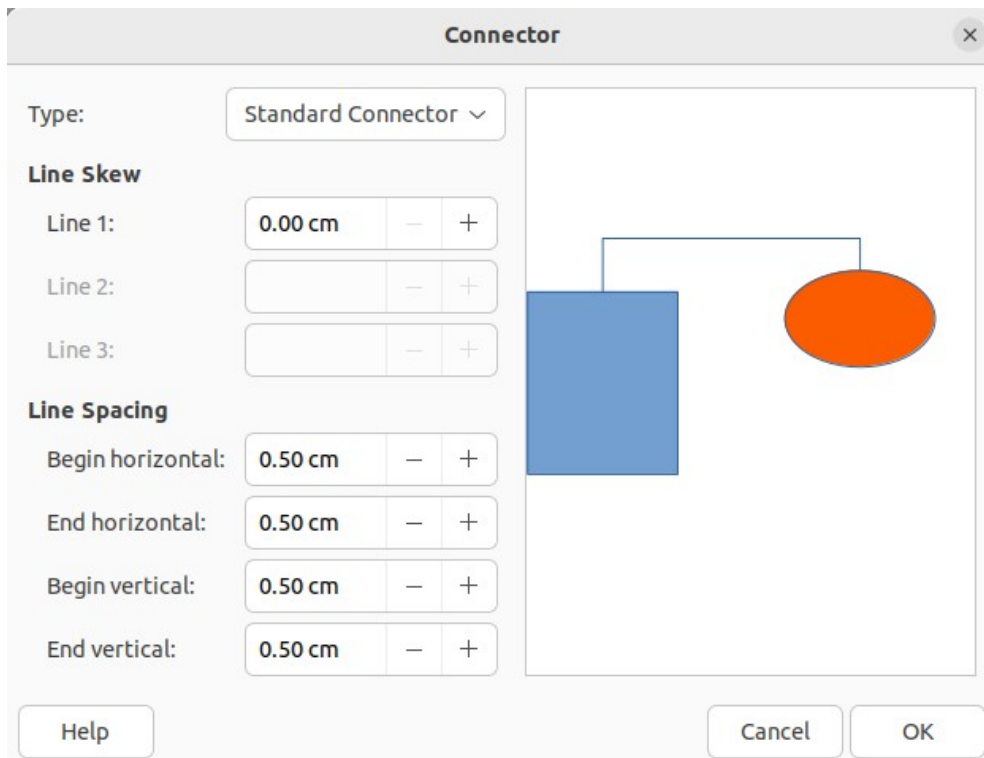 Connector
Type: Standard Connector
Line Skew
Line 1: 0.00 cm
Line 2:
Line 3:
Line Spacing
Begin horizontal: 0.50 cm
End horizontal: 0.50 cm
Begin vertical: 0.50 cm
End vertical: 0.50 cm
Help Cancel OK